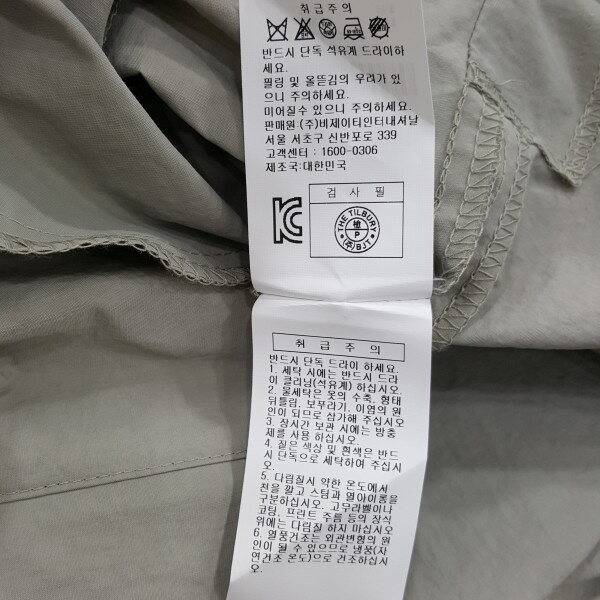 취급주의
반드시 단독 석유계 드라이하
세요.
필링 및 올뜯김의 우려가 있
으니 주의하세요.
미어질수 있으니 주의하세요.
판매원:(주)비제이티인터내셔날
서울 서초구 신반포로 339
고객센터 : 1600-0306
제조국:대한민국
검 사 필
THE TILBURY
檢
P
(주)BJT
취 급 주 의
반드시 단독 드라이 하세요.
1. 세탁 시에는 반드시 드라
이 클리닝(석유계) 하십시오.
2. 물세탁은 옷의 수축, 형태
뒤틀림, 보푸라기, 이염의 원
인이 되므로 삼가해 주십시오
3. 장시간 보관 시에는 방충
제를 사용 하십시오.
4. 짙은 색상 및 흰색은 반드
시 단독으로 세탁하여 주십시
오.
5. 다림질시 약한 온도에서
천을 깔고 스팀과 열아이롱을
구분하십시오. 고무라벨이나
코팅, 프린트 주름 등의 장식
위에는 다림질 하지 마십시오
6. 열풍건조는 외관변형의 원
인이 될 수 있으므로 냉풍(자
연건조 온도)으로 건조하십시
오.